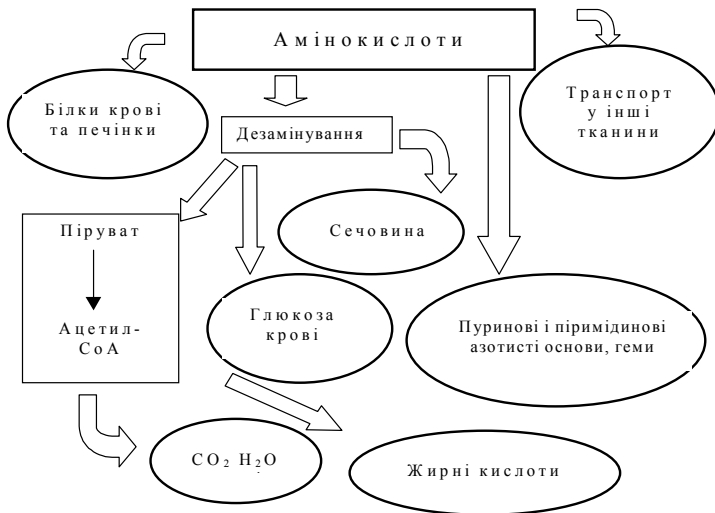 Амінокислоти
Білки крові
та печінки
Транспорт
у інші
тканини
Дезамінування
Піруват
Сечовина
Ацетил-
CoA
Глюкоза
крові
Пуринові і піримідинові
азотисті основи, геми
CO₂ H₂O
Жирні кислоти